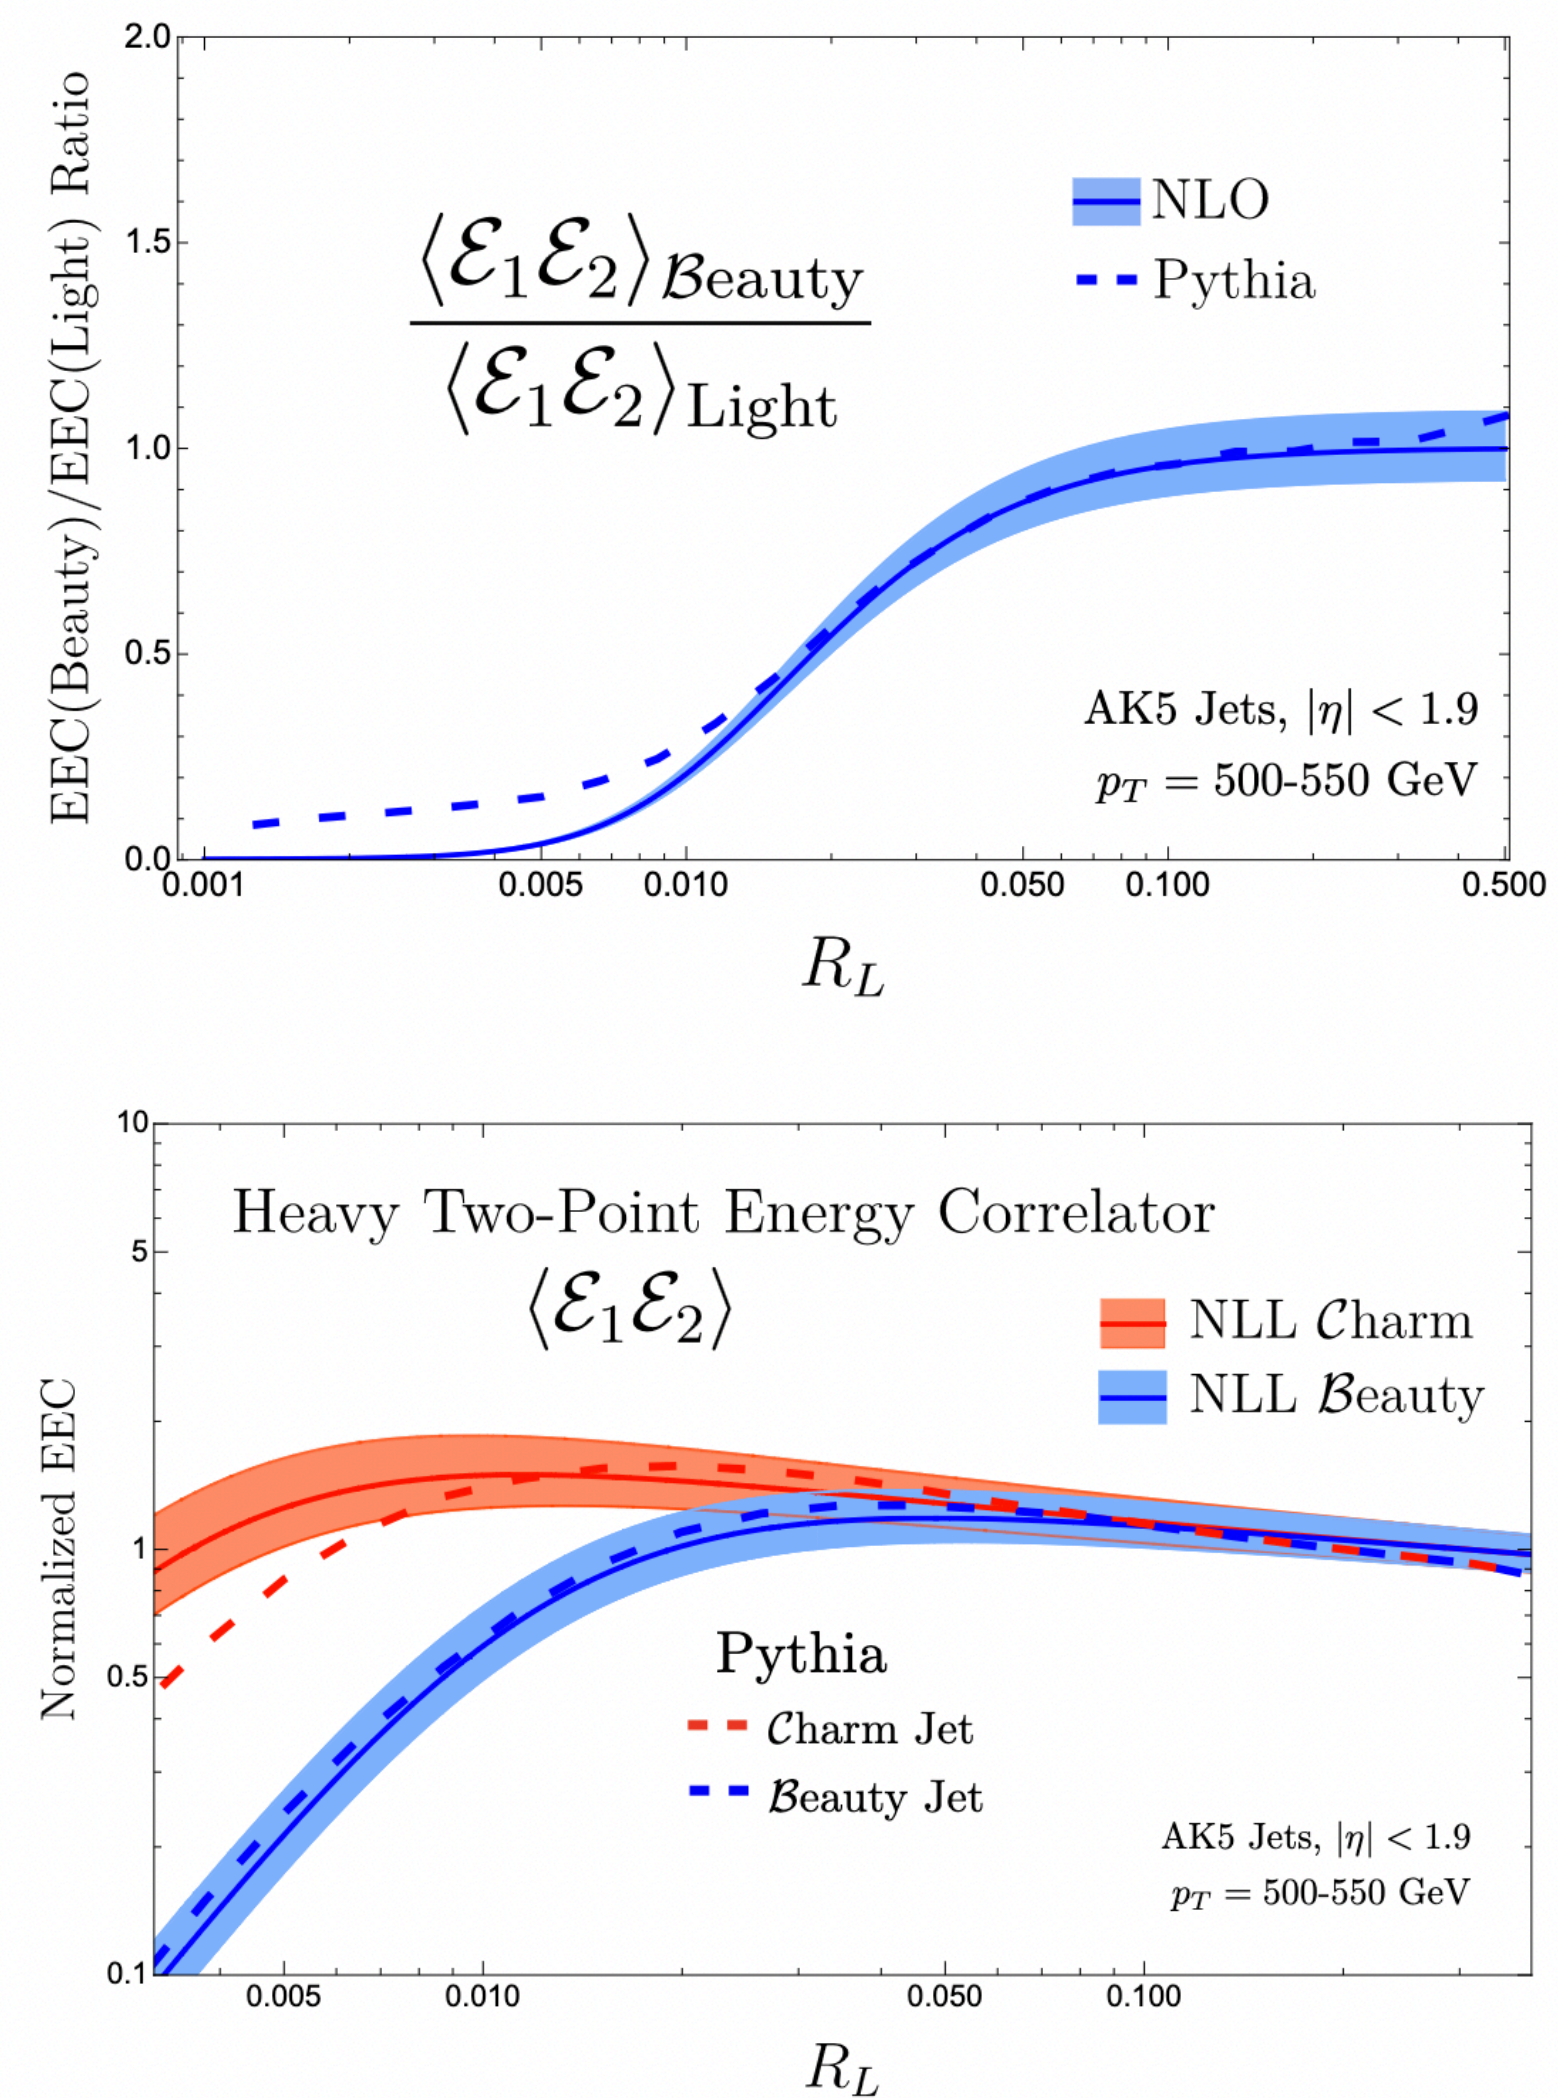 EEC(Beauty)/EEC(Light) Ratio
2.0
1.5
1.0
0.5
0.0
⟨ℰ₁ℰ₂⟩ℬeauty
⟨ℰ₁ℰ₂⟩Light
NLO
Pythia
AK5 Jets, |η| < 1.9
p_T = 500-550 GeV
0.001 0.005 0.010 0.050 0.100 0.500
R_L
Normalized EEC
10
5
1
0.5
0.1
Heavy Two-Point Energy Correlator
⟨ℰ₁ℰ₂⟩
NLL 𝒞harm
NLL ℬeauty
Pythia
𝒞harm Jet
ℬeauty Jet
AK5 Jets, |η| < 1.9
p_T = 500-550 GeV
0.005 0.010 0.050 0.100
R_L